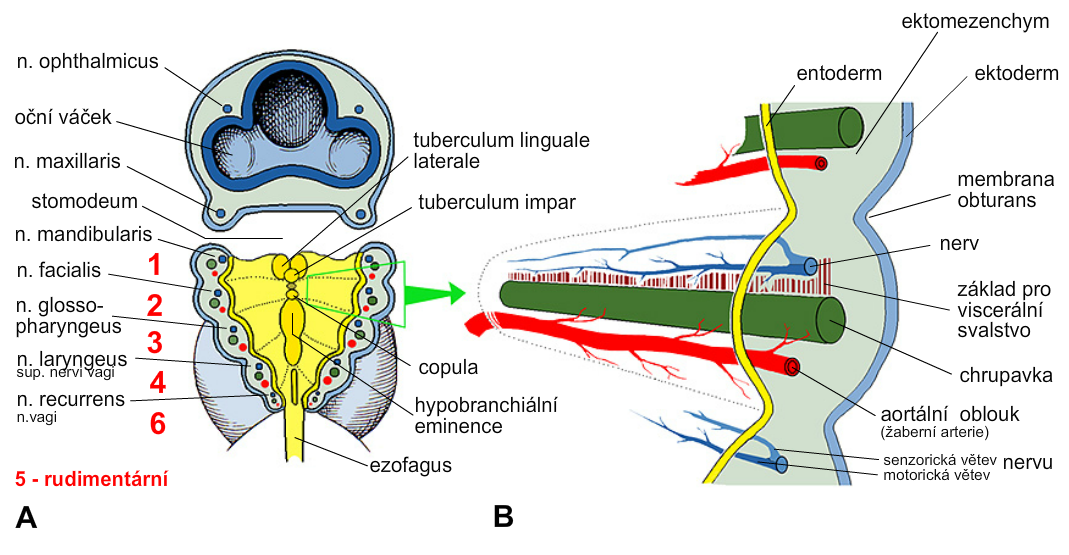 n. ophthalmicus
oční váček
n. maxillaris
stomodeum
n. mandibularis
n. facialis
n. glosso-
pharyngeus
n. laryngeus
sup. nervi vagi
n. recurrens
n.vagi
1
2
3
4
6
5 - rudimentární
A
tuberculum linguale
laterale
tuberculum impar
copula
hypobranchiální
eminence
ezofagus
B
ektomezenchym
entoderm
ektoderm
membrana
obturans
nerv
základ pro
viscerální
svalstvo
chrupavka
aortální oblouk
(žaberní arterie)
senzorická větev nervu
motorická větev